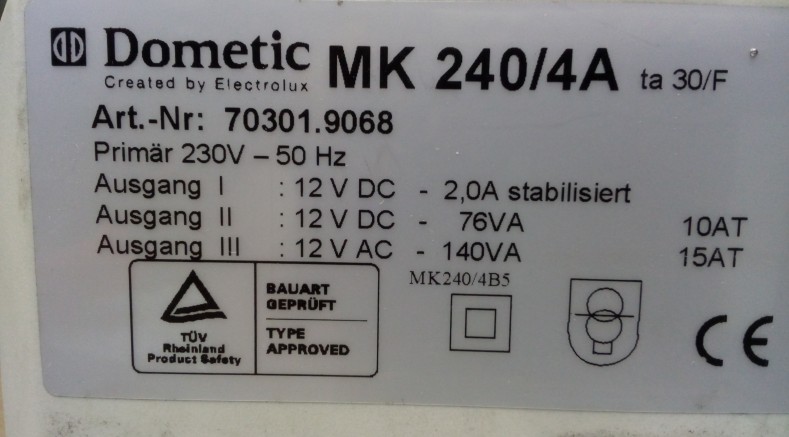 Dometic MK 240/4A ta 30/F
Created by Electrolux
Art.-Nr: 70301.9068
Primär 230V – 50 Hz
Ausgang I : 12 V DC - 2,0A stabilisiert
Ausgang II : 12 V DC - 76VA 10AT
Ausgang III : 12 V AC - 140VA 15AT
MK240/4B5
TÜV
Rheinland
Product Safety
BAUART
GEPRÜFT
TYPE
APPROVED
CE